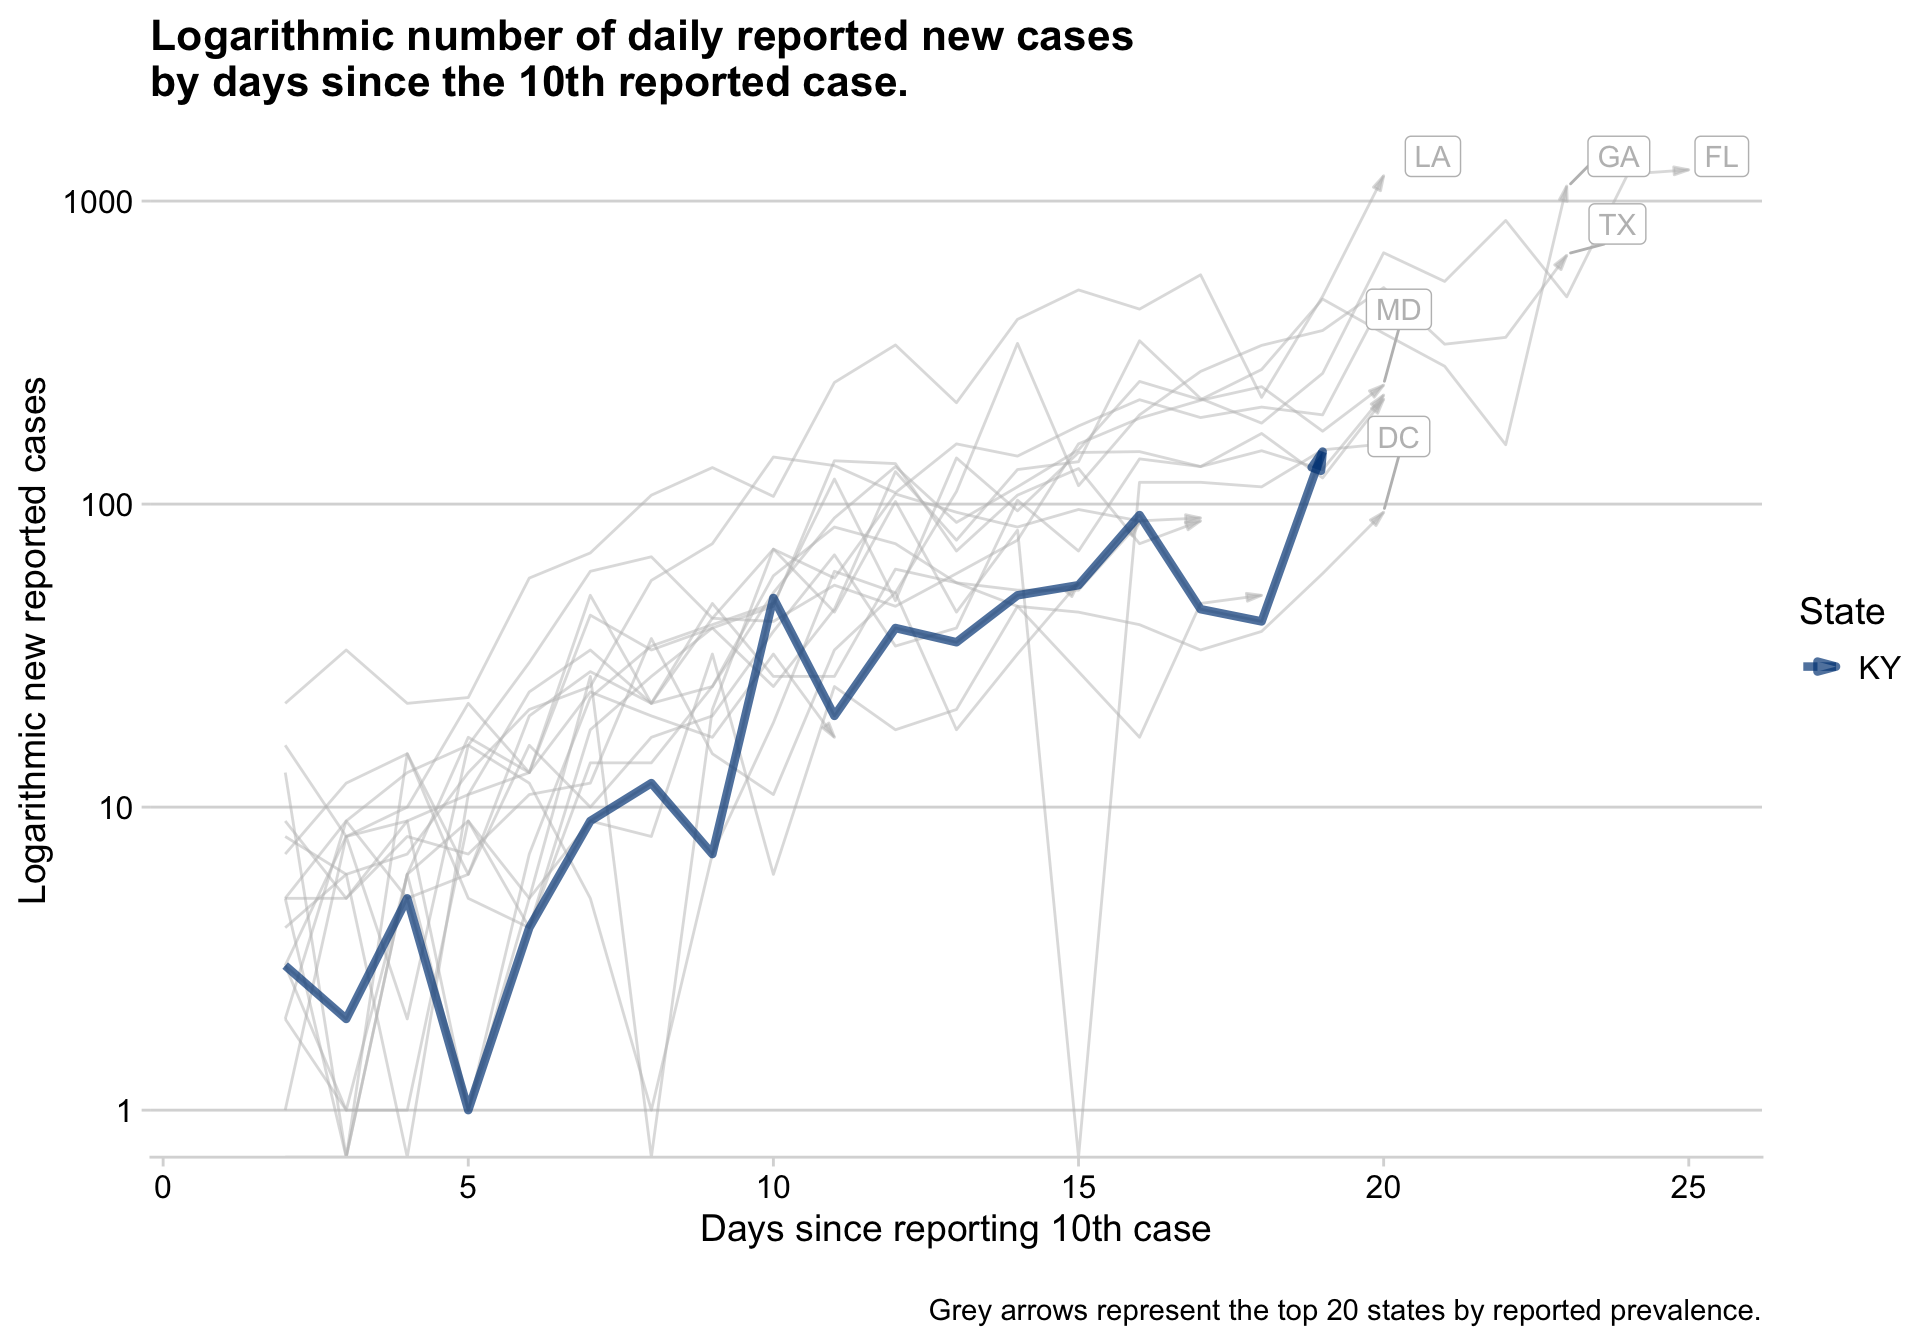 Logarithmic number of daily reported new cases
by days since the 10th reported case.
LA
GA
FL
1000
TX
MD
DC
100
10
1
Logarithmic new reported cases
State
KY
0
5
10
15
20
25
Days since reporting 10th case
Grey arrows represent the top 20 states by reported prevalence.